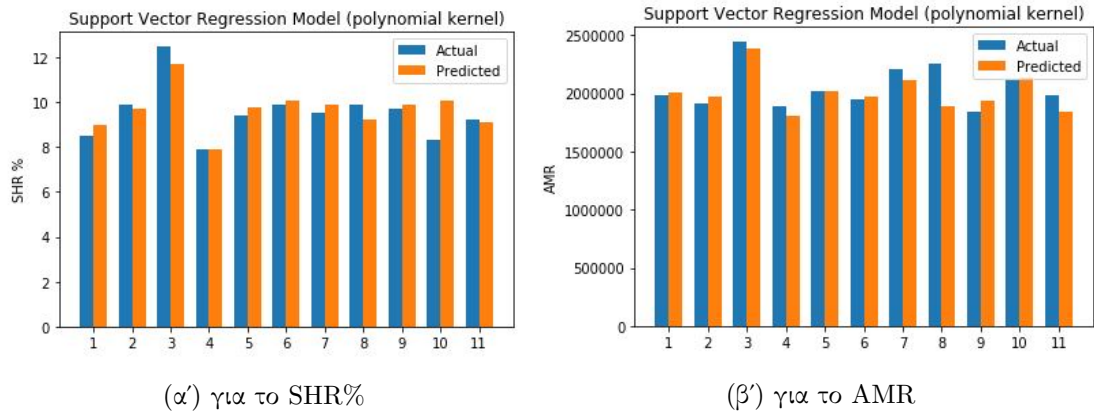 Support Vector Regression Model (polynomial kernel)
Actual
Predicted
SHR %
12
10
8
6
4
2
0
1 2 3 4 5 6 7 8 9 10 11
(α΄) για το SHR%
Support Vector Regression Model (polynomial kernel)
Actual
Predicted
AMR
2500000
2000000
1500000
1000000
500000
0
1 2 3 4 5 6 7 8 9 10 11
(β΄) για το AMR